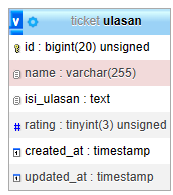 v ticket ulasan
id : bigint(20) unsigned
name : varchar(255)
isi_ulasan : text
# rating : tinyint(3) unsigned
created_at : timestamp
updated_at : timestamp